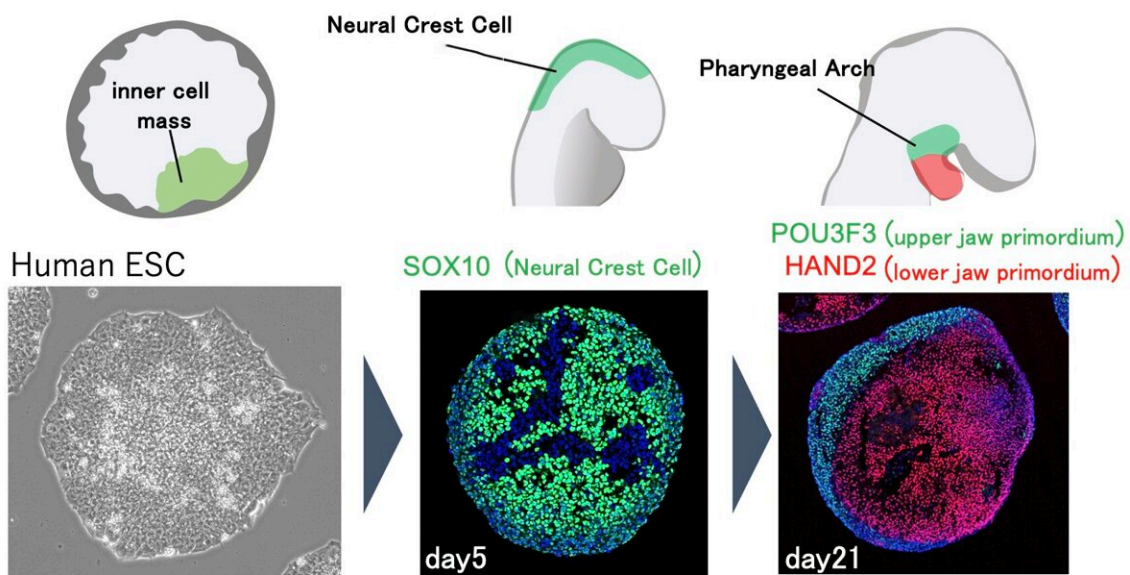 Neural Crest Cell
Pharyngeal Arch
inner cell
mass
Human ESC
SOX10 (Neural Crest Cell)
POU3F3 (upper jaw primordium)
HAND2 (lower jaw primordium)
day5
day21